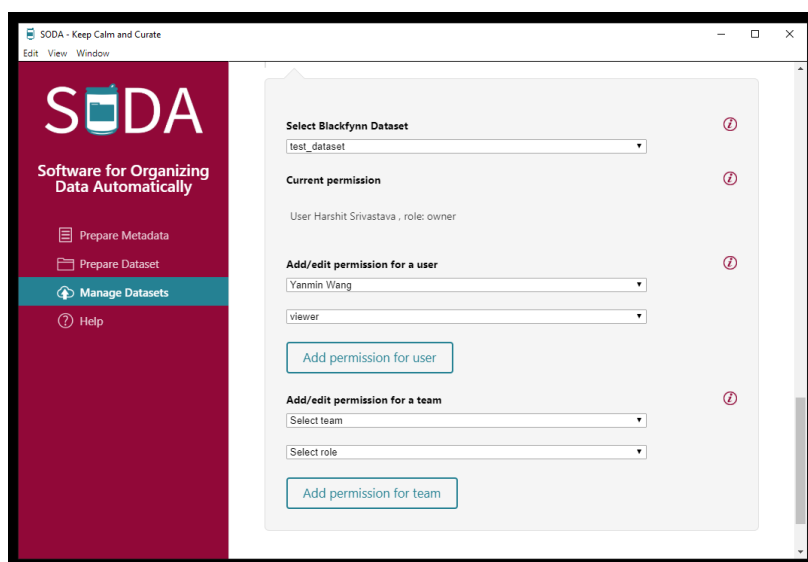 SODA - Keep Calm and Curate
Edit View Window
SODA
Software for Organizing
Data Automatically
Prepare Metadata
Prepare Dataset
Manage Datasets
Help
Select Blackfynn Dataset
test_dataset
Current permission
User Harshit Srivastava , role: owner
Add/edit permission for a user
Yanmin Wang
viewer
Add permission for user
Add/edit permission for a team
Select team
Select role
Add permission for team